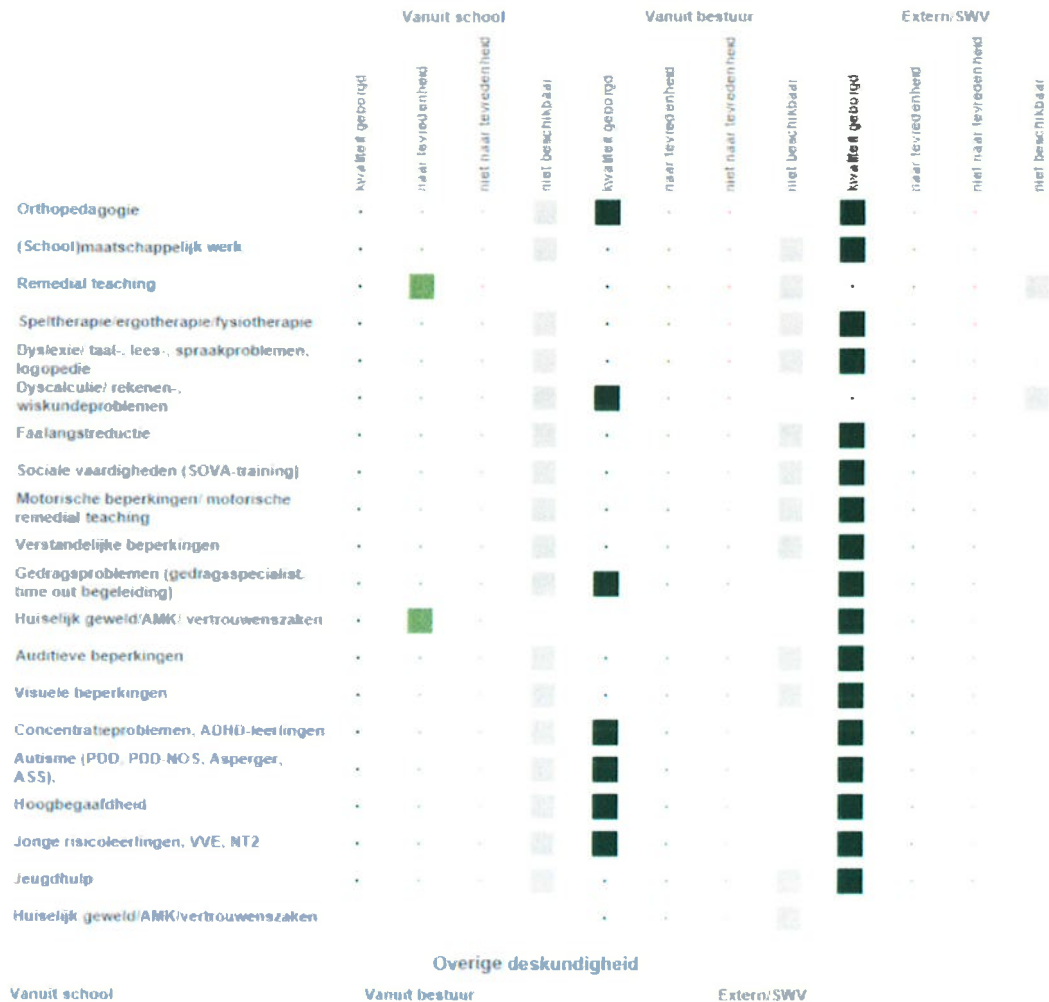 Vanuit school Vanuit bestuur Extern/SWV
kwaliteit geborgd naar tevredenheid niet naar tevredenheid niet beschikbaar kwaliteit geborgd naar tevredenheid niet naar tevredenheid niet beschikbaar kwaliteit geborgd naar tevredenheid niet naar tevredenheid niet beschikbaar
Orthopedagogie
(School)maatschappelijk werk
Remedial teaching
Speltherapie/ergotherapie/fysiotherapie
Dyslexie/ taal-, lees-, spraakproblemen,
logopedie
Dyscalculie/ rekenen-,
wiskundeproblemen
Faalangstreductie
Sociale vaardigheden (SOVA-training)
Motorische beperkingen/ motorische
remedial teaching
Verstandelijke beperkingen
Gedragsproblemen (gedragsspecialist,
time out begeleiding)
Huiselijk geweld/AMK/ vertrouwenszaken
Auditieve beperkingen
Visuele beperkingen
Concentratieproblemen, ADHD-leerlingen
Autisme (PDD, PDD-NOS, Asperger,
ASS).
Hoogbegaafdheid
Jonge risicoleerlingen, VVE, NT2
Jeugdhulp
Huiselijk geweld/AMK/vertrouwenszaken
Overige deskundigheid
Vanuit school Vanuit bestuur Extern/SWV